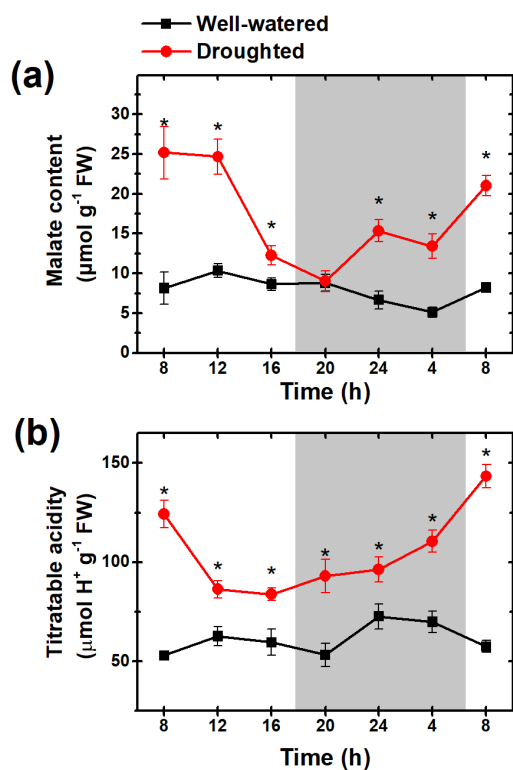 Well-watered
Droughted
(a)
Malate content
(µmol g⁻¹ FW)
35
30
25
20
15
10
5
0
* * * * * *
8 12 16 20 24 4 8
Time (h)
(b)
Titratable acidity
(µmol H⁺ g⁻¹ FW)
150
100
50
* * * * * * *
8 12 16 20 24 4 8
Time (h)